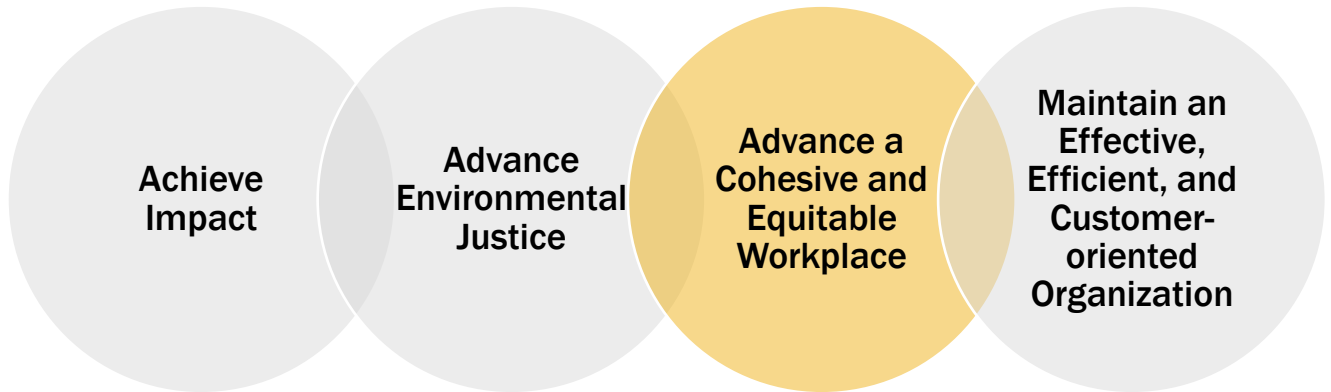 Achieve
Impact
Advance
Environmental
Justice
Advance a
Cohesive and
Equitable
Workplace
Maintain an
Effective,
Efficient, and
Customer-
oriented
Organization